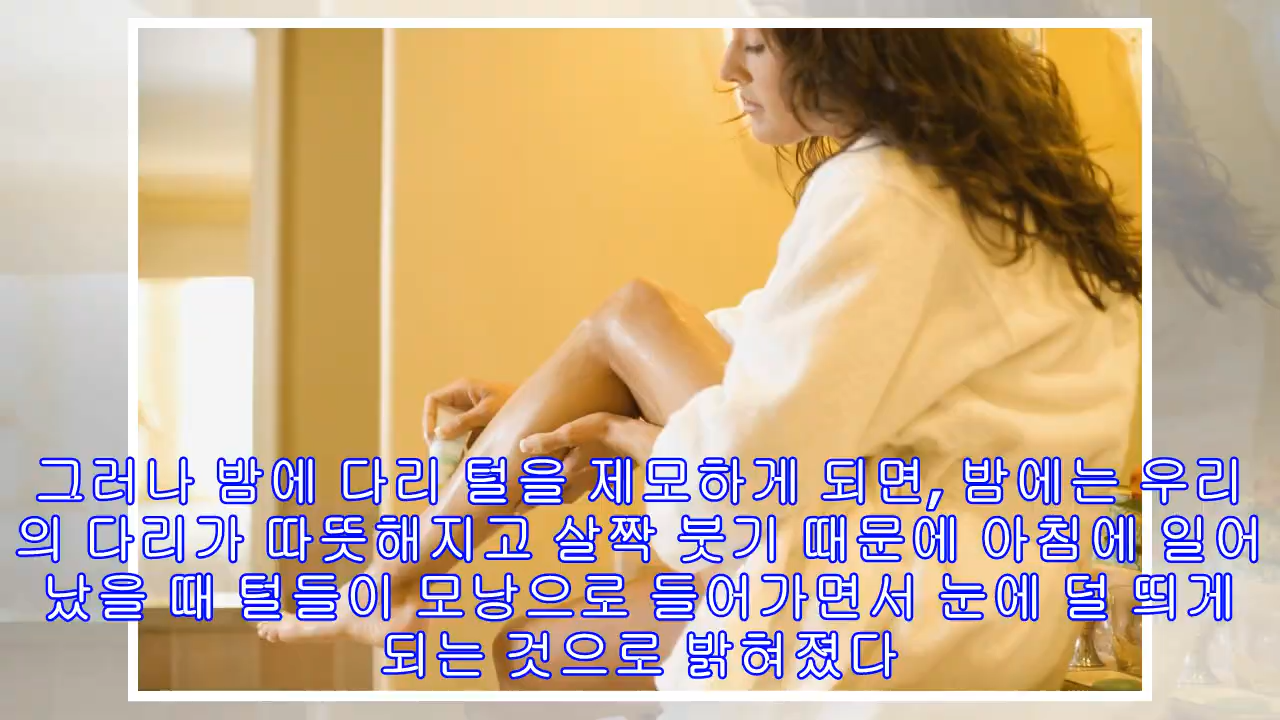 그러나 밤에 다리 털을 제모하게 되면, 밤에는 우리
의 다리가 따뜻해지고 살짝 붓기 때문에 아침에 일어
났을 때 털들이 모낭으로 들어가면서 눈에 덜 띄게
되는 것으로 밝혀졌다